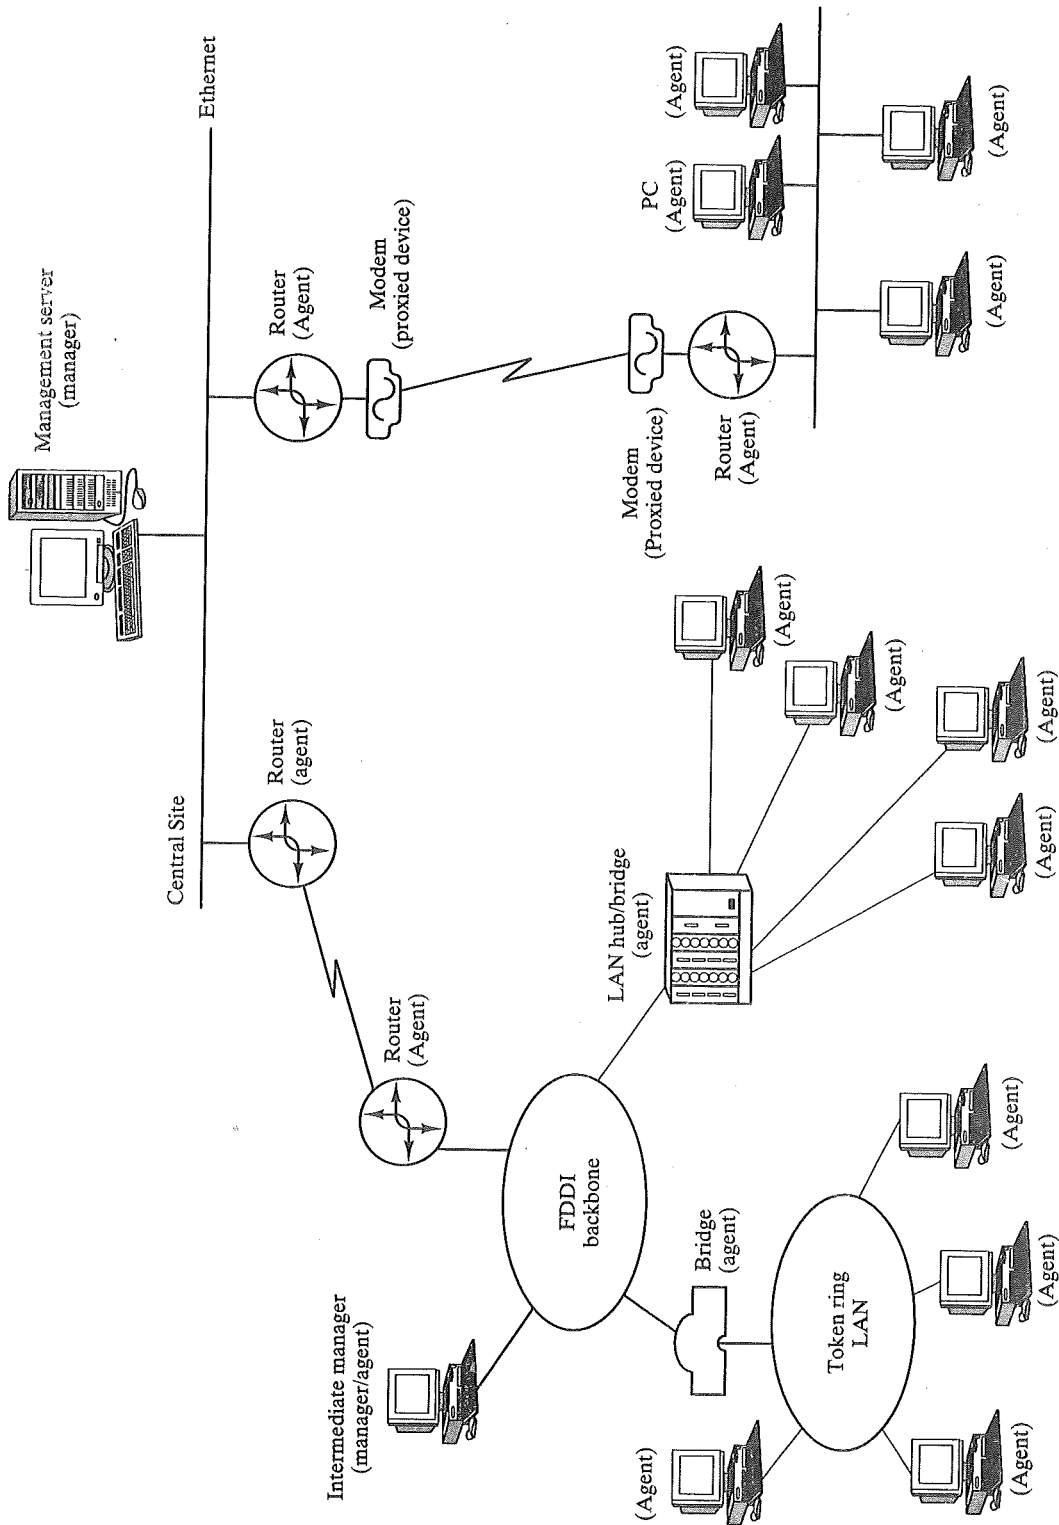 Management server
(manager)
Central Site
Ethernet
Router
(agent)
Router
(Agent)
Modem
(proxied device)
Intermediate manager
(manager/agent)
Router
(Agent)
FDDI
backbone
LAN hub/bridge
(agent)
Modem
(Proxied device)
Router
(Agent)
PC
(Agent)
(Agent)
(Agent)
(Agent)
Bridge
(agent)
(Agent)
(Agent)
(Agent)
(Agent)
Token ring
LAN
(Agent)
(Agent)
(Agent)
(Agent)